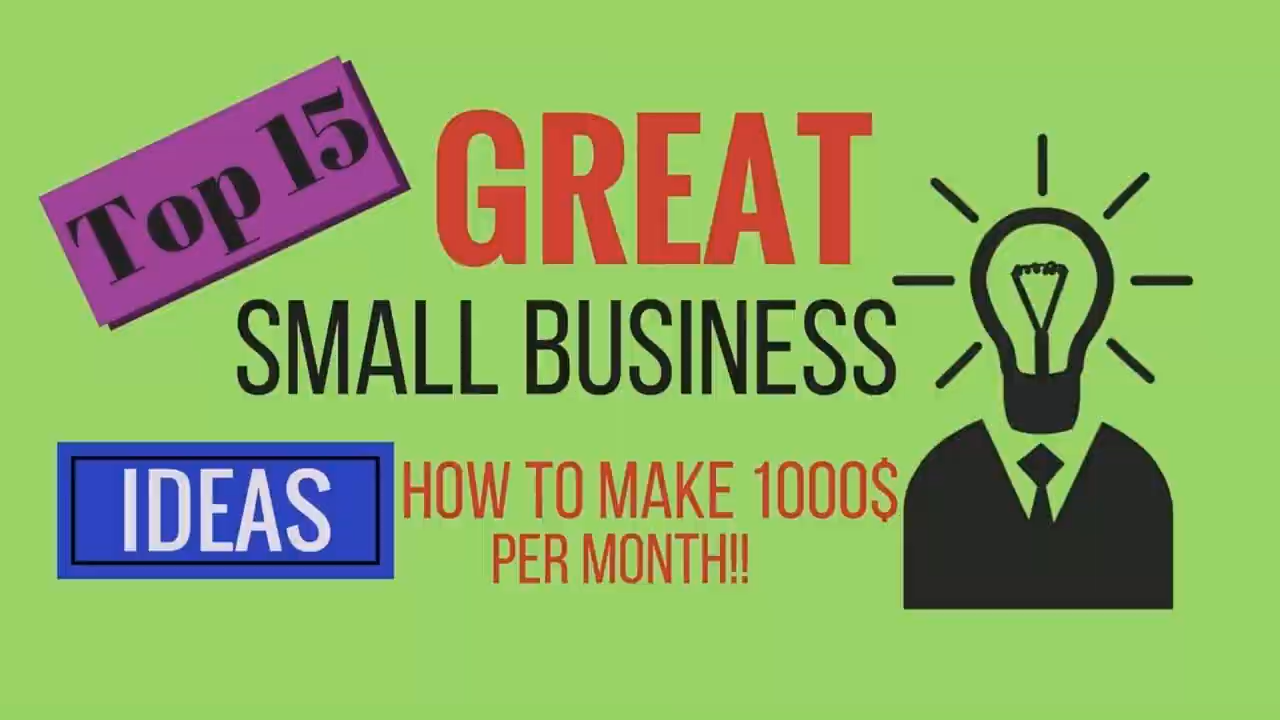 Top 15
GREAT
SMALL BUSINESS
IDEAS
HOW TO MAKE 1000$
PER MONTH!!